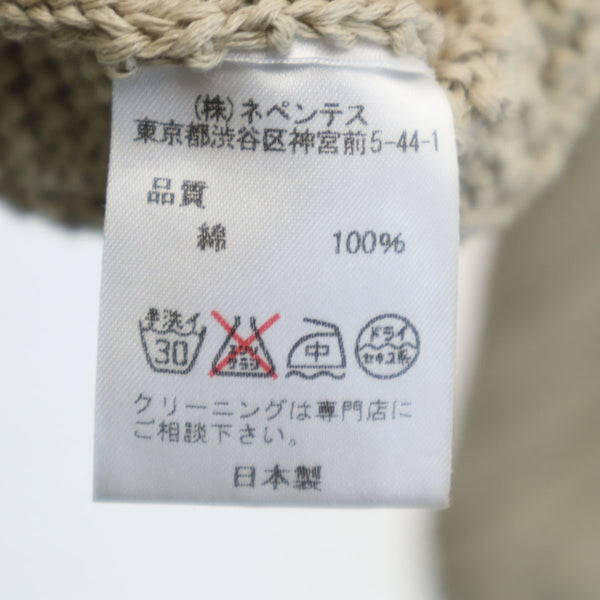 (株)ネペンテス
東京都渋谷区神宮前5-44-1
品質
綿 100%
手洗イ 30 エンソ サラシ 中 ドライ セキユ系
クリーニングは専門店に
ご相談下さい。
日本製